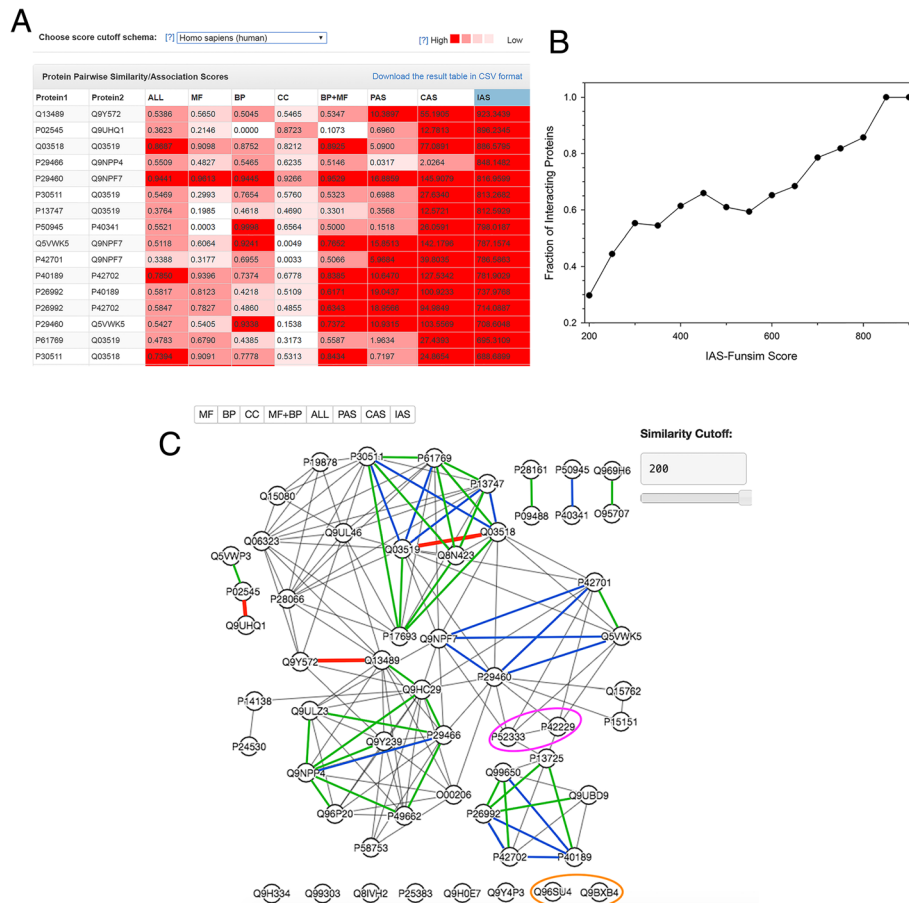 A
Choose score cutoff schema: [?] Homo sapiens (human)
[?] High Low
Protein Pairwise Similarity/Association Scores Download the result table in CSV format
Protein1 Protein2 ALL MF BP CC BP+MF PAS CAS IAS
Q13489 Q9Y572 0.5386 0.5650 0.5045 0.5465 0.5347
P02545 Q9UHQ1 0.3623 0.2146 0.0000 0.8723 0.1073 0.6960
Q03518 Q03519 0.9098 0.8752 0.8212 5.0900
P29466 Q9NPP4 0.5509 0.4827 0.5465 0.6235 0.5146 0.0317 2.0264
P29460 Q9NPF7 0.9266
P30511 Q03519 0.5469 0.2993 0.7654 0.5760 0.5323 0.6988
P13747 Q03519 0.3764 0.1985 0.4618 0.4690 0.3301 0.3568
P50945 P40341 0.5521 0.0003 0.6564 0.5000 0.1518
Q5VWK5 Q9NPF7 0.5118 0.6064 0.0049
P42701 Q9NPF7 0.3388 0.3177 0.6955 0.0033 0.5066
P40189 P42702 0.9396 0.7374 0.6778
P26992 P40189 0.5817 0.8123 0.4218 0.5109
P26992 P42702 0.5847 0.7827 0.4860 0.4855
P29460 Q5VWK5 0.5427 0.5405 0.1538
P61769 Q03519 0.4783 0.6790 0.4385 0.3173 0.5587 1.9634
P30511 Q03518 0.9091 0.7778 0.5313 0.7197
B
Fraction of Interacting Proteins
1.0
0.8
0.6
0.4
0.2
200 400 600 800
IAS-Funsim Score
MF BP CC MF+BP ALL PAS CAS IAS
C
Similarity Cutoff:
200
P19878 P30511 P61769 P28161 P50945 Q969H6
P13747
Q15080
P09488 P40341 O95707
Q06323 Q9UL46 Q03518
Q5VWP3 Q03519 Q8N423
P02545 P28066 P42701
Q9UHQ1
P17693 Q9NPF7 Q5VWK5
Q9Y572 Q13489
P29460
P14138 Q9HC29 Q15762
Q9ULZ3
P15151
P24530 Q9Y239 P29466 P52333 P42229
P13725
Q9NPP4 Q99650
O00206 Q9UBD9
Q96P20 P49662 P26992
P58753 P42702 P40189
Q9H334 Q99303 Q8IVH2 P25383 Q9H0E7 Q9Y4P3 Q96SU4 Q9BXB4